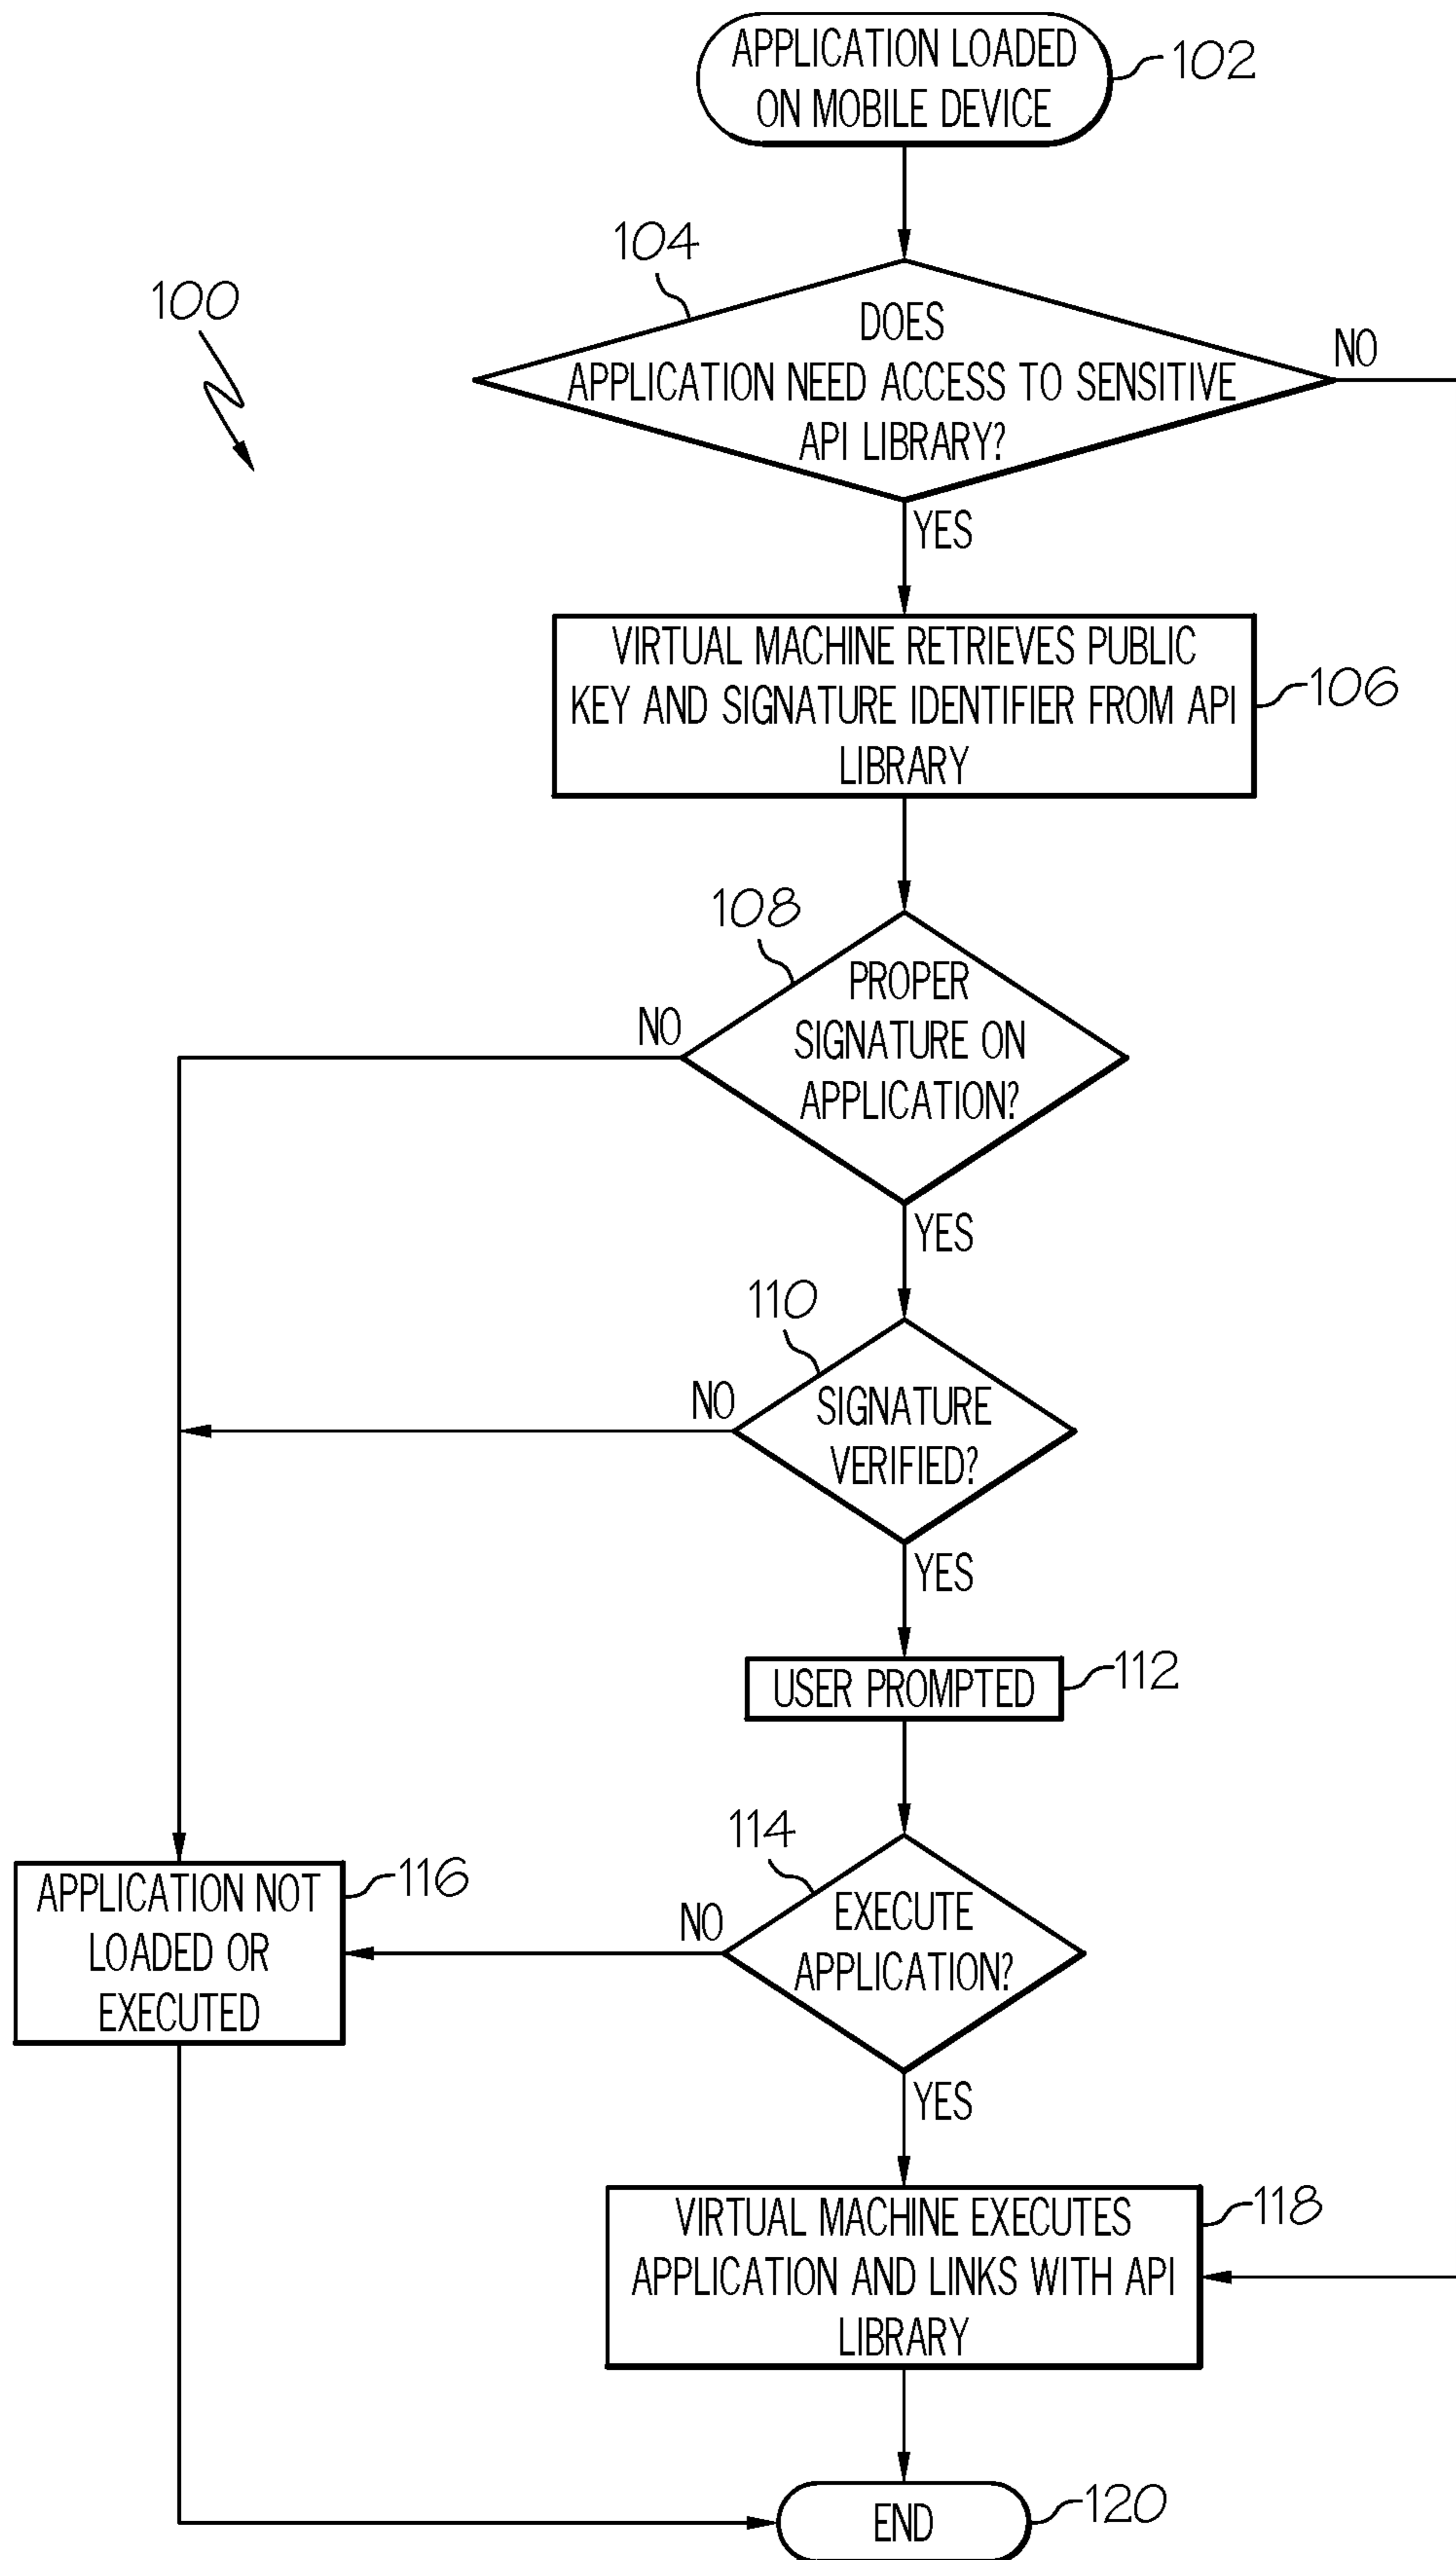 APPLICATION LOADED
ON MOBILE DEVICE
102
104
100
DOES
APPLICATION NEED ACCESS TO SENSITIVE
API LIBRARY?
NO
YES
VIRTUAL MACHINE RETRIEVES PUBLIC
KEY AND SIGNATURE IDENTIFIER FROM API
LIBRARY
106
108
PROPER
SIGNATURE ON
APPLICATION?
NO
YES
110
SIGNATURE
VERIFIED?
NO
YES
USER PROMPTED
112
114
EXECUTE
APPLICATION?
NO
APPLICATION NOT
LOADED OR
EXECUTED
116
YES
VIRTUAL MACHINE EXECUTES
APPLICATION AND LINKS WITH API
LIBRARY
118
END
120